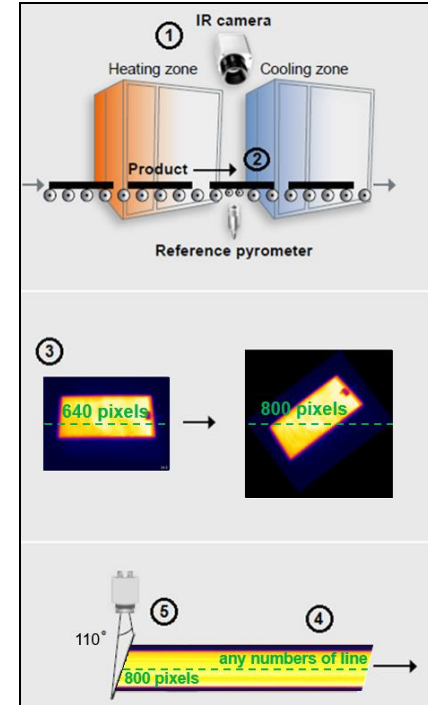 IR camera
①
Heating zone
Cooling zone
Product
②
Reference pyrometer
③
640 pixels
800 pixels
⑤
④
110°
any numbers of line
800 pixels